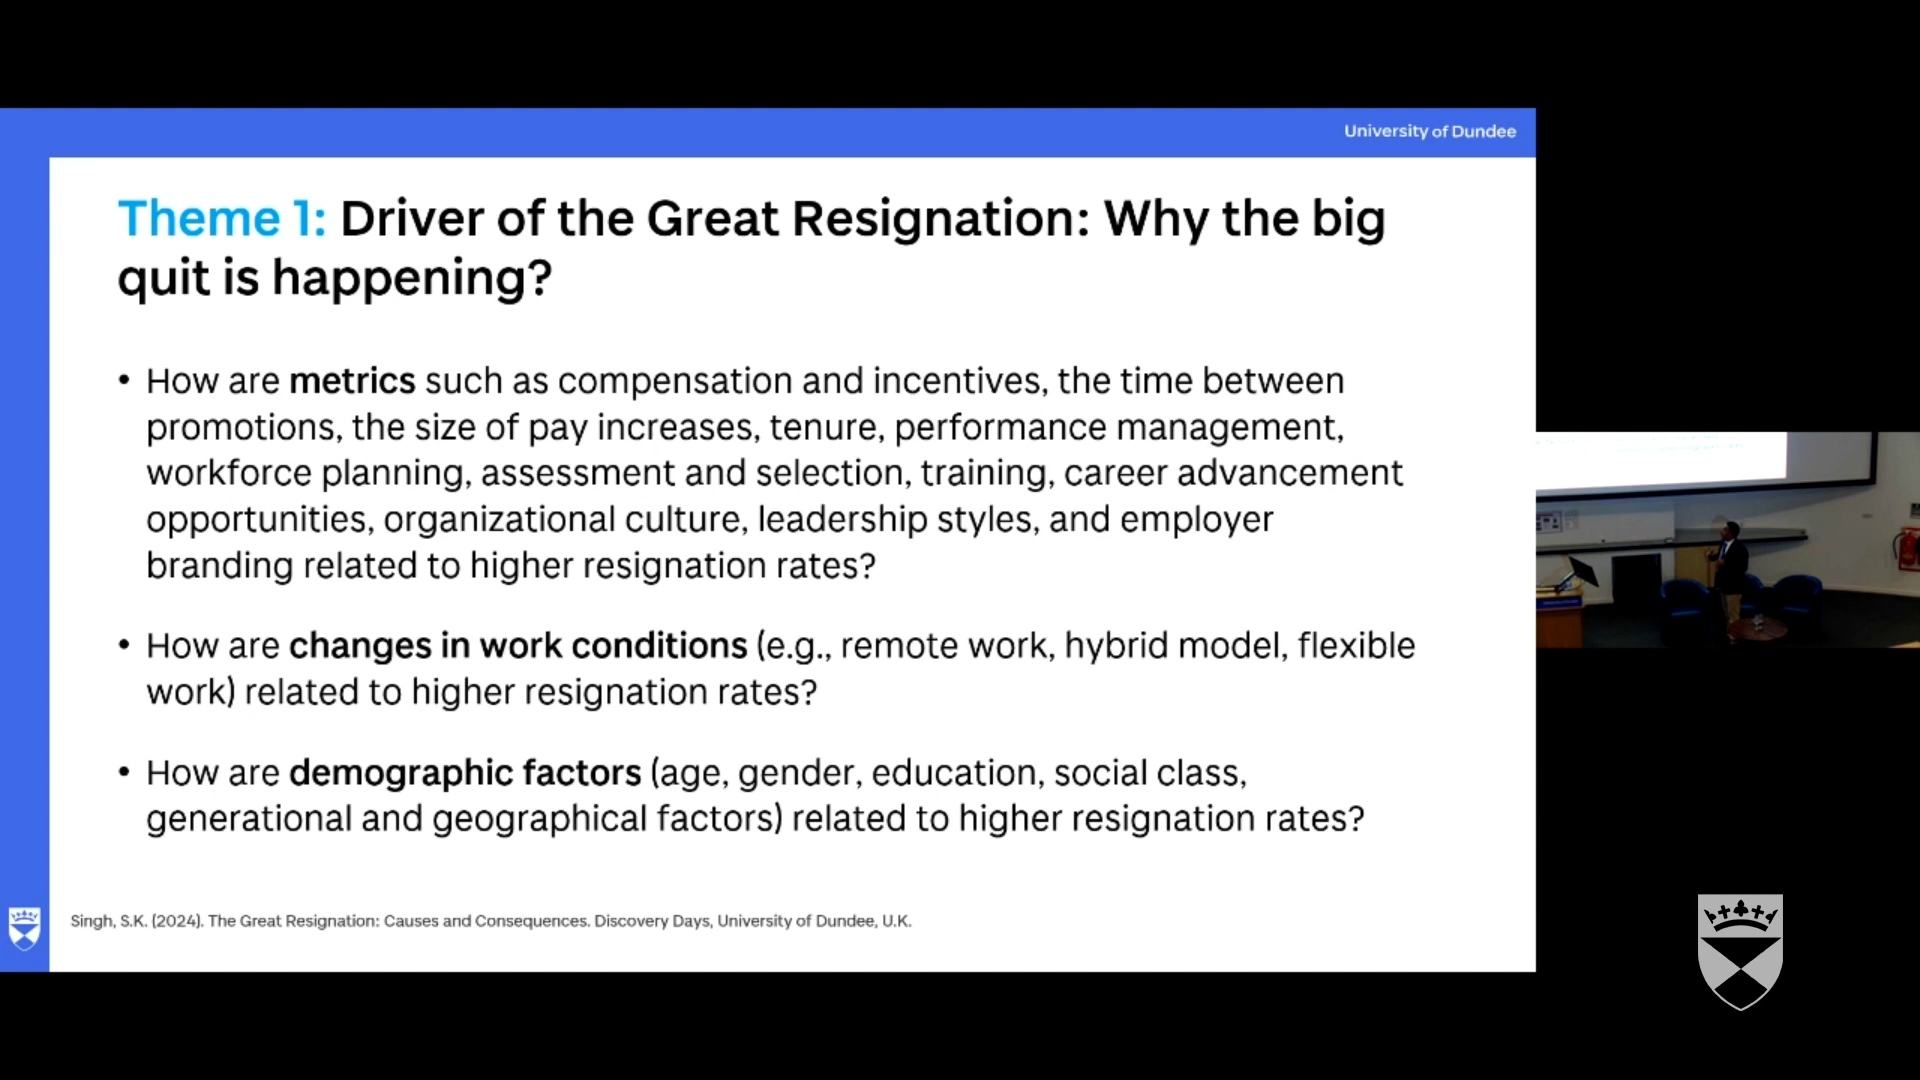 University of Dundee
Theme 1: Driver of the Great Resignation: Why the big
quit is happening?
• How are metrics such as compensation and incentives, the time between
promotions, the size of pay increases, tenure, performance management,
workforce planning, assessment and selection, training, career advancement
opportunities, organizational culture, leadership styles, and employer
branding related to higher resignation rates?
• How are changes in work conditions (e.g., remote work, hybrid model, flexible
work) related to higher resignation rates?
• How are demographic factors (age, gender, education, social class,
generational and geographical factors) related to higher resignation rates?
Singh, S.K. (2024). The Great Resignation: Causes and Consequences. Discovery Days, University of Dundee, U.K.